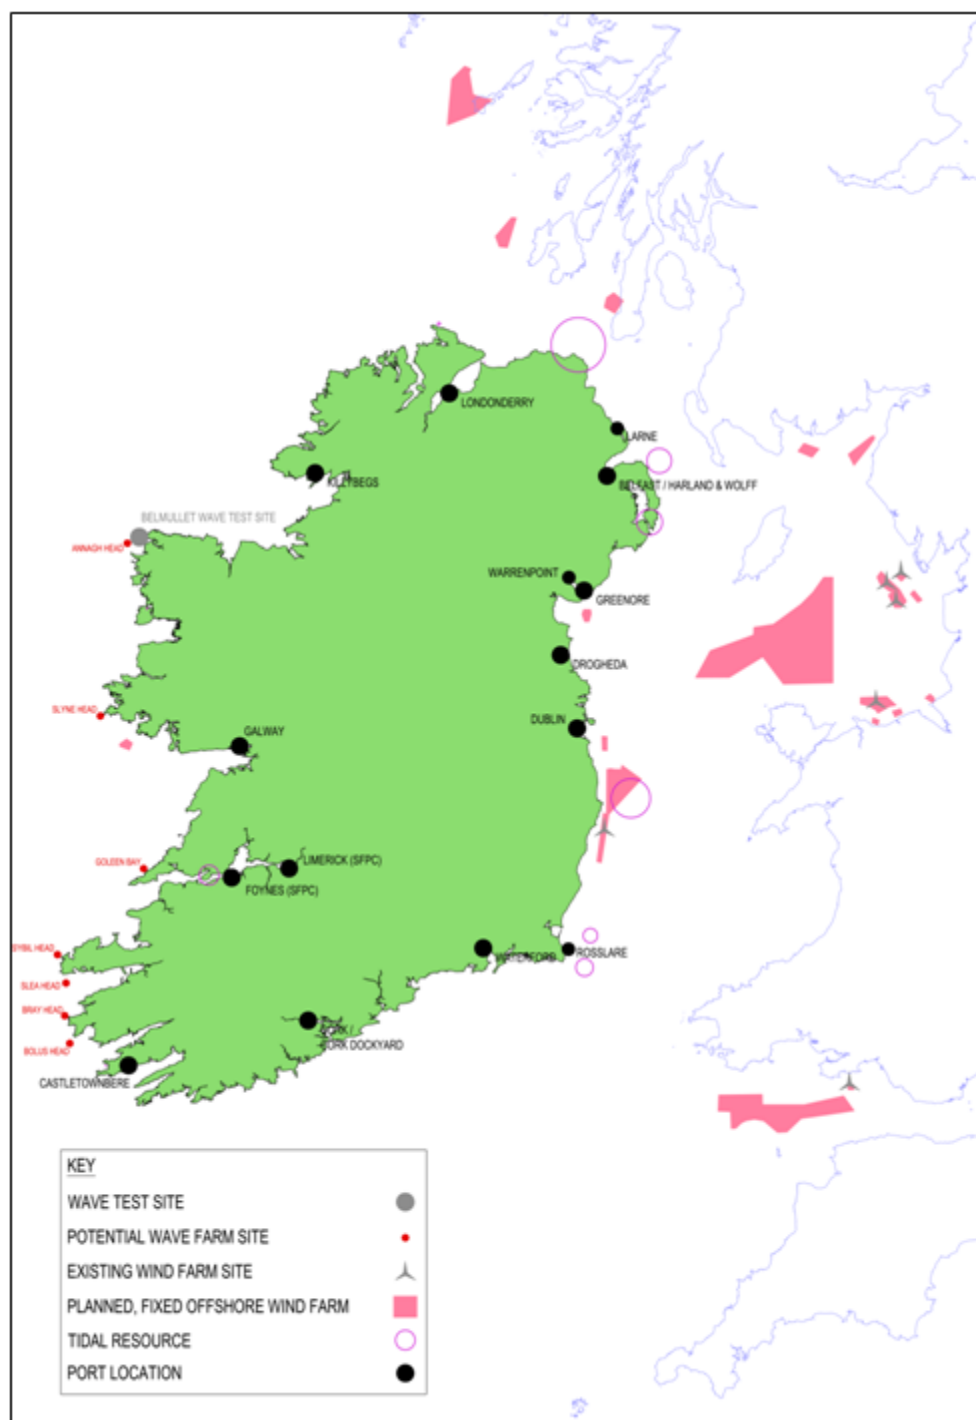 LONDONDERRY
LARNE
KILLYBEGS
BELFAST / HARLAND & WOLFF
BELMULLET WAVE TEST SITE
ANNAGH HEAD
WARRENPOINT
GREENORE
DROGHEDA
SLYNE HEAD
DUBLIN
GALWAY
GOLEEN BAY
LIMERICK (SFPC)
FOYNES (SFPC)
SYBIL HEAD
WATERFORD
ROSSLARE
SLEA HEAD
BRAY HEAD
CORK /
CORK DOCKYARD
BOLUS HEAD
CASTLETOWNBERE
KEY
WAVE TEST SITE
POTENTIAL WAVE FARM SITE
EXISTING WIND FARM SITE
PLANNED, FIXED OFFSHORE WIND FARM
TIDAL RESOURCE
PORT LOCATION